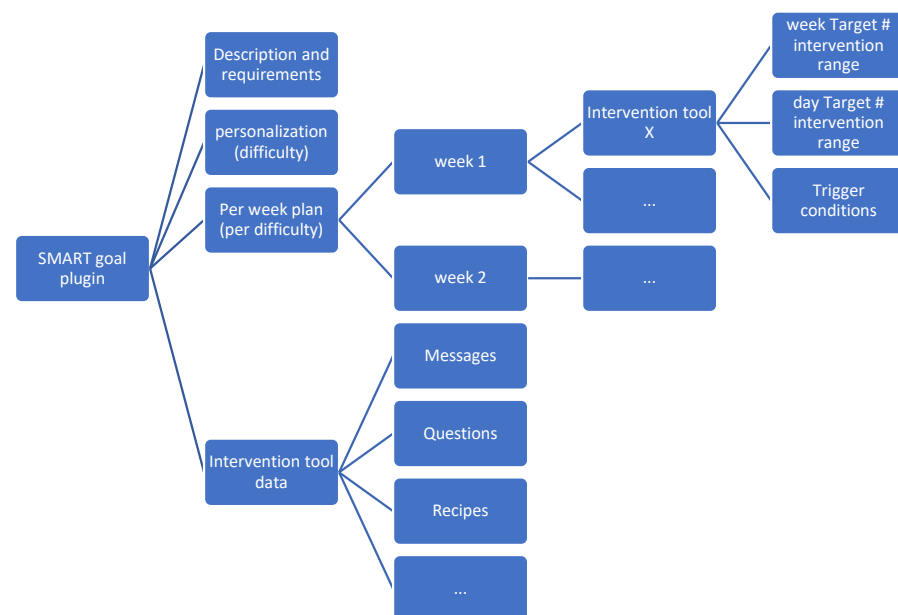 SMART goal
plugin
Description and
requirements
personalization
(difficulty)
Per week plan
(per difficulty)
week 1
Intervention tool
X
week Target #
intervention
range
day Target #
intervention
range
Trigger
conditions
...
week 2
...
Intervention tool
data
Messages
Questions
Recipes
...